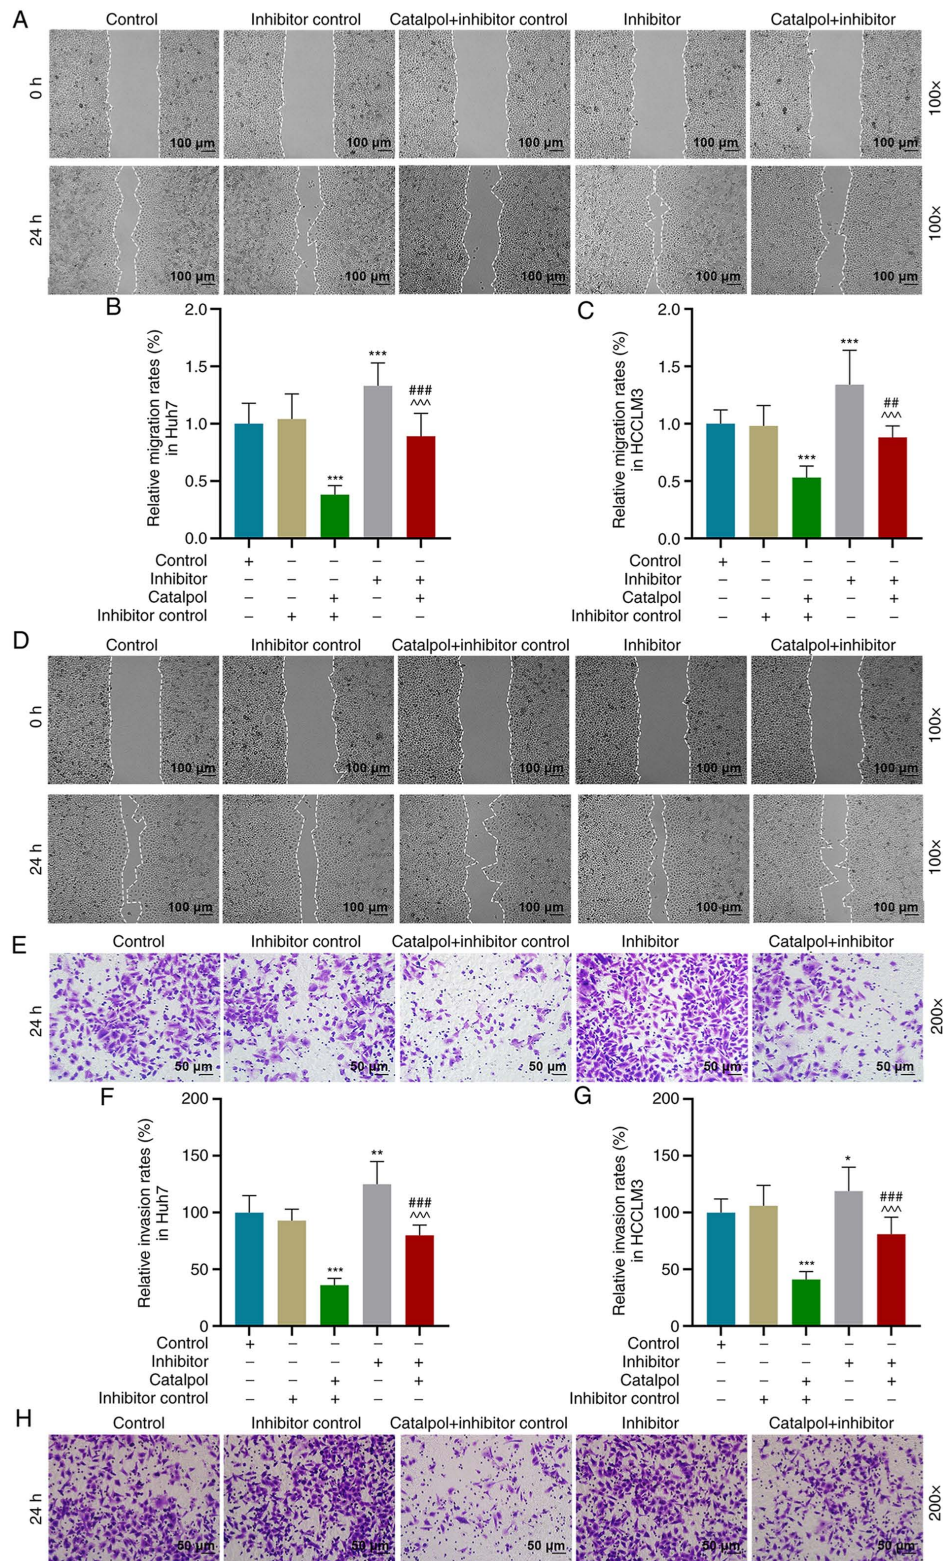 A
Control Inhibitor control Catalpol+inhibitor control Inhibitor Catalpol+inhibitor
0 h 100 µm 100 µm 100 µm 100 µm 100 µm 100×
24 h 100 µm 100 µm 100 µm 100 µm 100 µm 100×
B
Relative migration rates (%)
in Huh7
2.0
1.5
1.0
0.5
0.0
*** *** ### ^^^
Control + − − − −
Inhibitor − − − + +
Catalpol − − + − +
Inhibitor control − + + − −
C
Relative migration rates (%)
in HCCLM3
2.0
1.5
1.0
0.5
0.0
*** *** ## ^^^
Control + − − − −
Inhibitor − − − + +
Catalpol − − + − +
Inhibitor control − + + − −
D
Control Inhibitor control Catalpol+inhibitor control Inhibitor Catalpol+inhibitor
0 h 100 µm 100 µm 100 µm 100 µm 100 µm 100×
24 h 100 µm 100 µm 100 µm 100 µm 100 µm 100×
E
Control Inhibitor control Catalpol+inhibitor control Inhibitor Catalpol+inhibitor
24 h 50 µm 50 µm 50 µm 50 µm 50 µm 200×
F
Relative invasion rates (%)
in Huh7
200
150
100
50
0
*** ** ### ^^^
Control + − − − −
Inhibitor − − − + +
Catalpol − − + − +
Inhibitor control − + + − −
G
Relative invasion rates (%)
in HCCLM3
200
150
100
50
0
*** * ### ^^^
Control + − − − −
Inhibitor − − − + +
Catalpol − − + − +
Inhibitor control − + + − −
H
Control Inhibitor control Catalpol+inhibitor control Inhibitor Catalpol+inhibitor
24 h 50 µm 50 µm 50 µm 50 µm 50 µm 200×